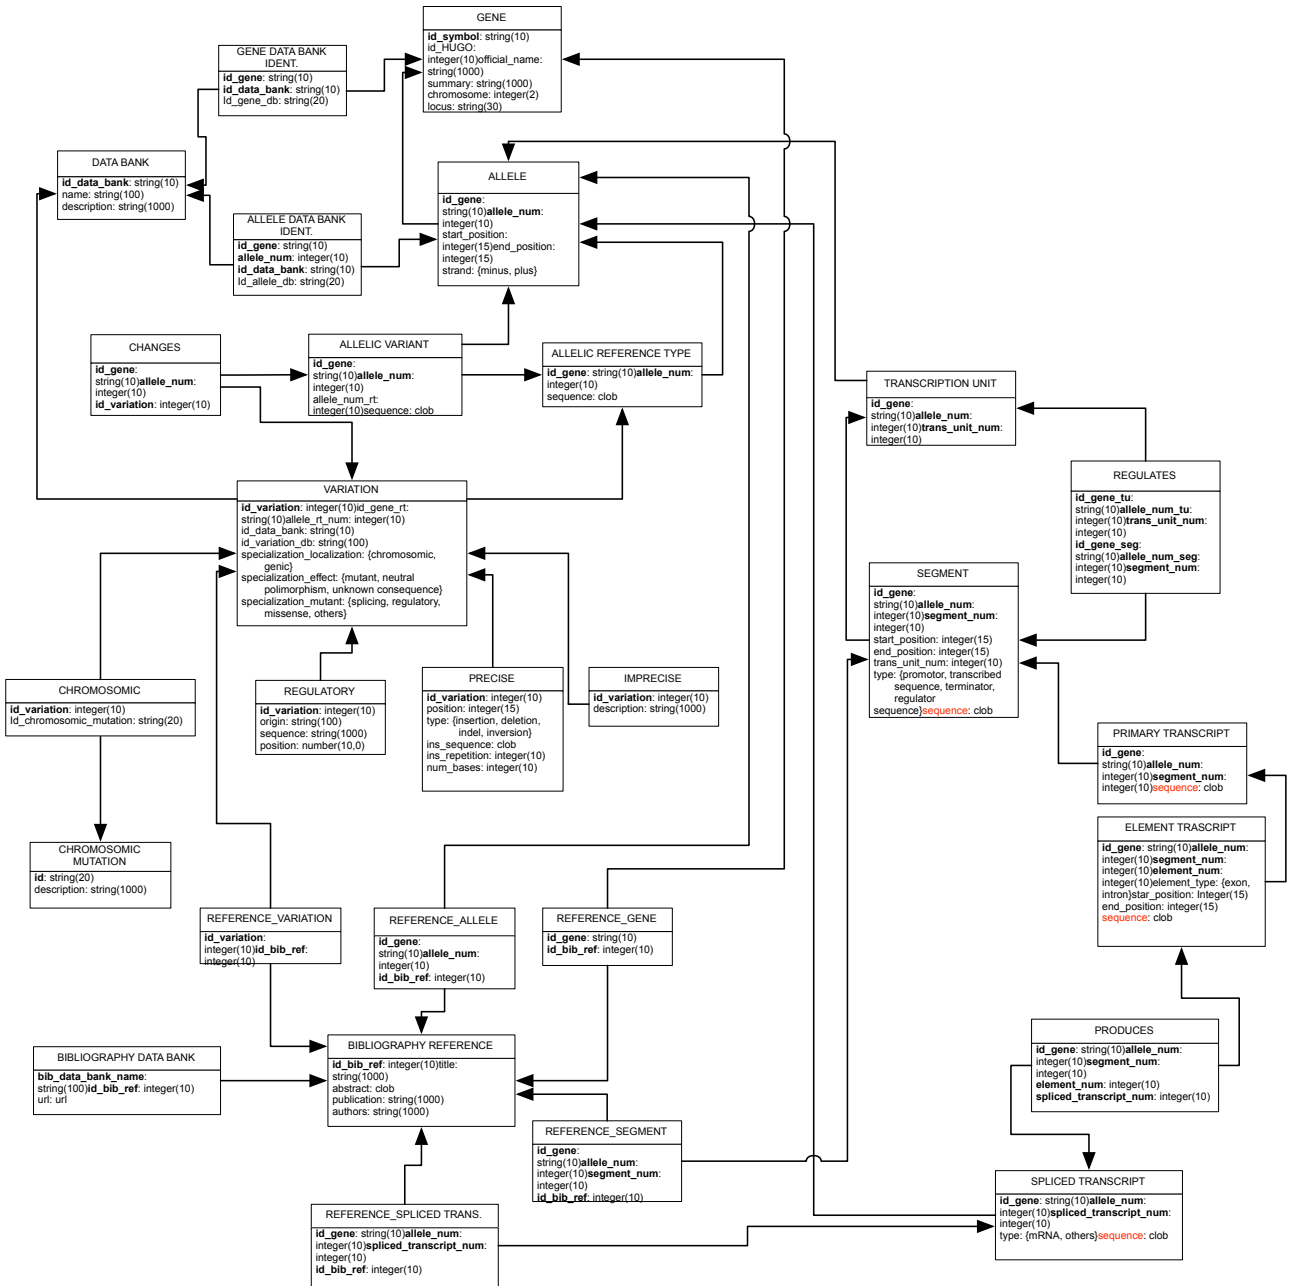 GENE
id_symbol: string(10)
id_HUGO:
integer(10)official_name:
string(1000)
summary: string(1000)
chromosome: integer(2)
locus: string(30)
GENE DATA BANK
IDENT.
id_gene: string(10)
id_data_bank: string(10)
Id_gene_db: string(20)
DATA BANK
id_data_bank: string(10)
name: string(100)
description: string(1000)
ALLELE
id_gene:
string(10)allele_num:
integer(10)
start_position:
integer(15)end_position:
integer(15)
strand: {minus, plus}
ALLELE DATA BANK
IDENT.
id_gene: string(10)
allele_num: integer(10)
id_data_bank: string(10)
Id_allele_db: string(20)
CHANGES
id_gene:
string(10)allele_num:
integer(10)
id_variation: integer(10)
ALLELIC VARIANT
id_gene:
string(10)allele_num:
integer(10)
allele_num_rt:
integer(10)sequence: clob
ALLELIC REFERENCE TYPE
id_gene: string(10)allele_num:
integer(10)
sequence: clob
TRANSCRIPTION UNIT
id_gene:
string(10)allele_num:
integer(10)trans_unit_num:
integer(10)
REGULATES
id_gene_tu:
string(10)allele_num_tu:
integer(10)trans_unit_num:
integer(10)
id_gene_seg:
string(10)allele_num_seg:
integer(10)segment_num:
integer(10)
VARIATION
id_variation: integer(10)id_gene_rt:
string(10)allele_rt_num: integer(10)
id_data_bank: string(10)
id_variation_db: string(100)
specialization_localization: {chromosomic,
genic}
specialization_effect: {mutant, neutral
polimorphism, unknown consequence}
specialization_mutant: {splicing, regulatory,
missense, others}
SEGMENT
id_gene:
string(10)allele_num:
integer(10)segment_num:
integer(10)
start_position: integer(15)
end_position: integer(15)
trans_unit_num: integer(10)
type: {promotor, transcribed
sequence, terminator,
regulator
sequence}sequence: clob
CHROMOSOMIC
id_variation: integer(10)
Id_chromosomic_mutation: string(20)
REGULATORY
id_variation: integer(10)
origin: string(100)
sequence: string(1000)
position: number(10,0)
PRECISE
id_variation: integer(10)
position: integer(15)
type: {insertion, deletion,
indel, inversion}
ins_sequence: clob
ins_repetition: integer(10)
num_bases: integer(10)
IMPRECISE
id_variation: integer(10)
description: string(1000)
PRIMARY TRANSCRIPT
id_gene:
string(10)allele_num:
integer(10)segment_num:
integer(10)sequence: clob
ELEMENT TRASCRIPT
id_gene: string(10)allele_num:
integer(10)segment_num:
integer(10)element_num:
integer(10)element_type: {exon,
intron}star_position: Integer(15)
end_position: integer(15)
sequence: clob
CHROMOSOMIC
MUTATION
id: string(20)
description: string(1000)
REFERENCE_VARIATION
id_variation:
integer(10)id_bib_ref:
integer(10)
REFERENCE_ALLELE
id_gene:
string(10)allele_num:
integer(10)
id_bib_ref: integer(10)
REFERENCE_GENE
id_gene: string(10)
id_bib_ref: integer(10)
BIBLIOGRAPHY DATA BANK
bib_data_bank_name:
string(100)id_bib_ref: integer(10)
url: url
BIBLIOGRAPHY REFERENCE
id_bib_ref: integer(10)title:
string(1000)
abstract: clob
publication: string(1000)
authors: string(1000)
PRODUCES
id_gene: string(10)allele_num:
integer(10)segment_num:
integer(10)
element_num: integer(10)
spliced_transcript_num: integer(10)
REFERENCE_SEGMENT
id_gene:
string(10)allele_num:
integer(10)segment_num:
integer(10)
id_bib_ref: integer(10)
SPLICED TRANSCRIPT
id_gene: string(10)allele_num:
integer(10)spliced_transcript_num:
integer(10)
type: {mRNA, others}sequence: clob
REFERENCE_SPLICED TRANS.
id_gene: string(10)allele_num:
integer(10)spliced_transcript_num:
integer(10)
id_bib_ref: integer(10)